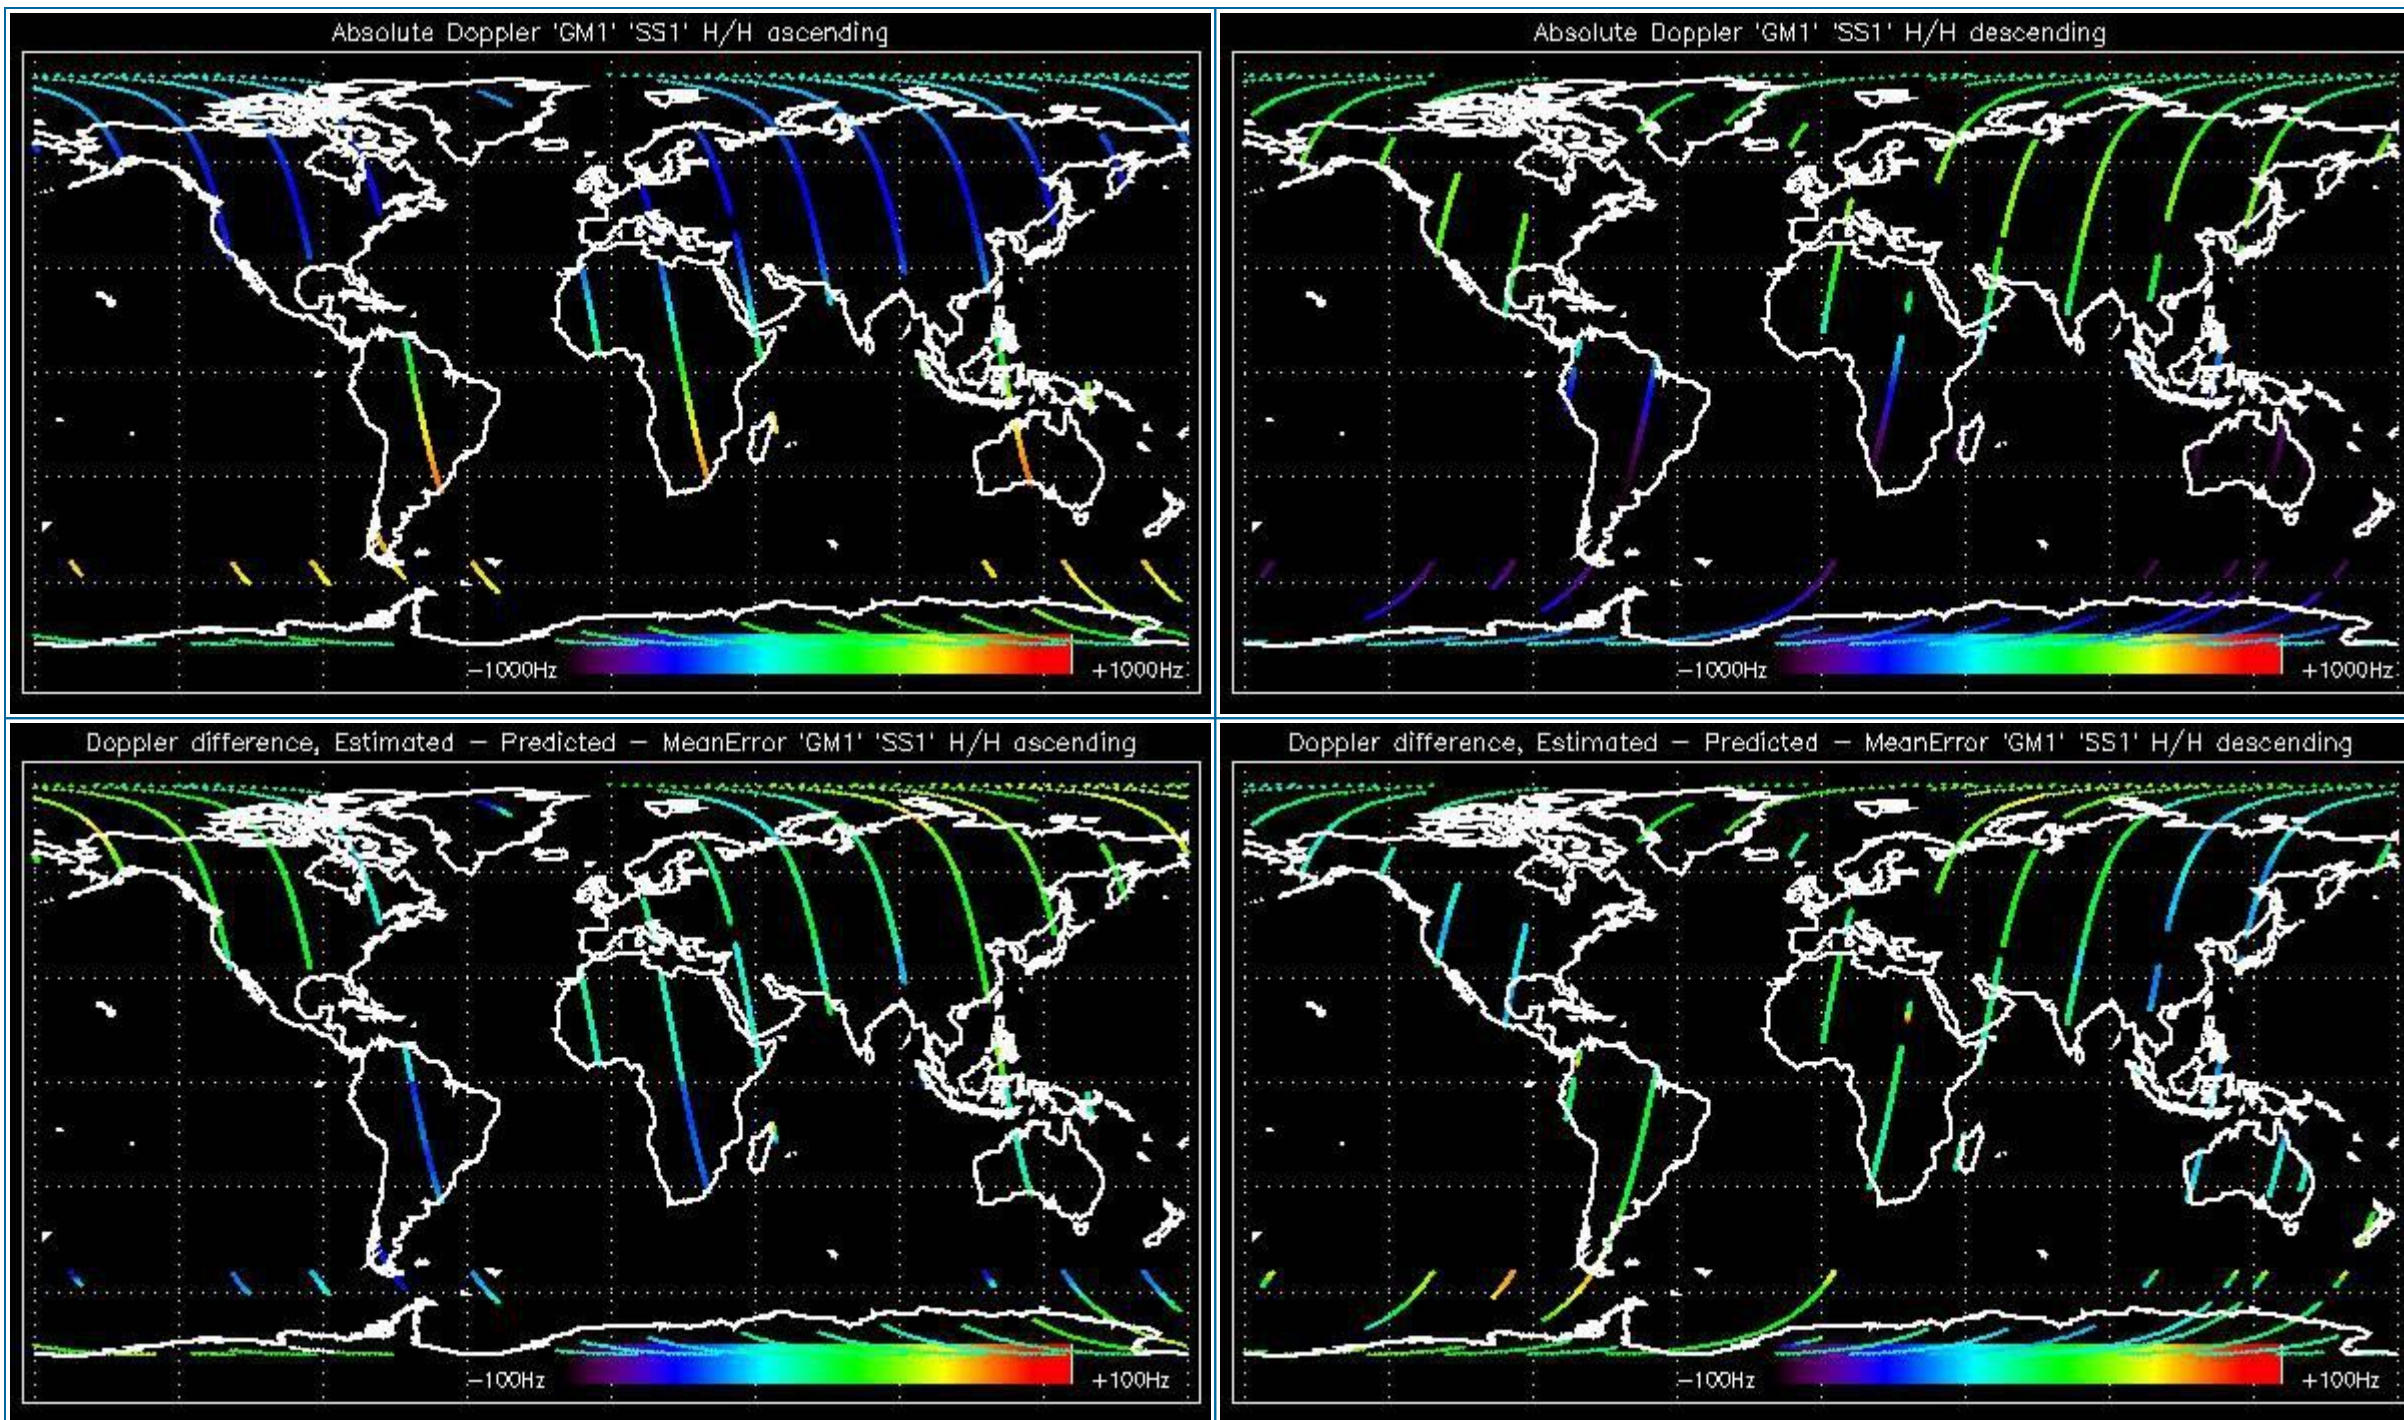 Absolute Doppler 'GM1' 'SS1' H/H ascending
-1000Hz
+1000Hz
Absolute Doppler 'GM1' 'SS1' H/H descending
-1000Hz
+1000Hz
Doppler difference, Estimated - Predicted - MeanError 'GM1' 'SS1' H/H ascending
-100Hz
+100Hz
Doppler difference, Estimated - Predicted - MeanError 'GM1' 'SS1' H/H descending
-100Hz
+100Hz